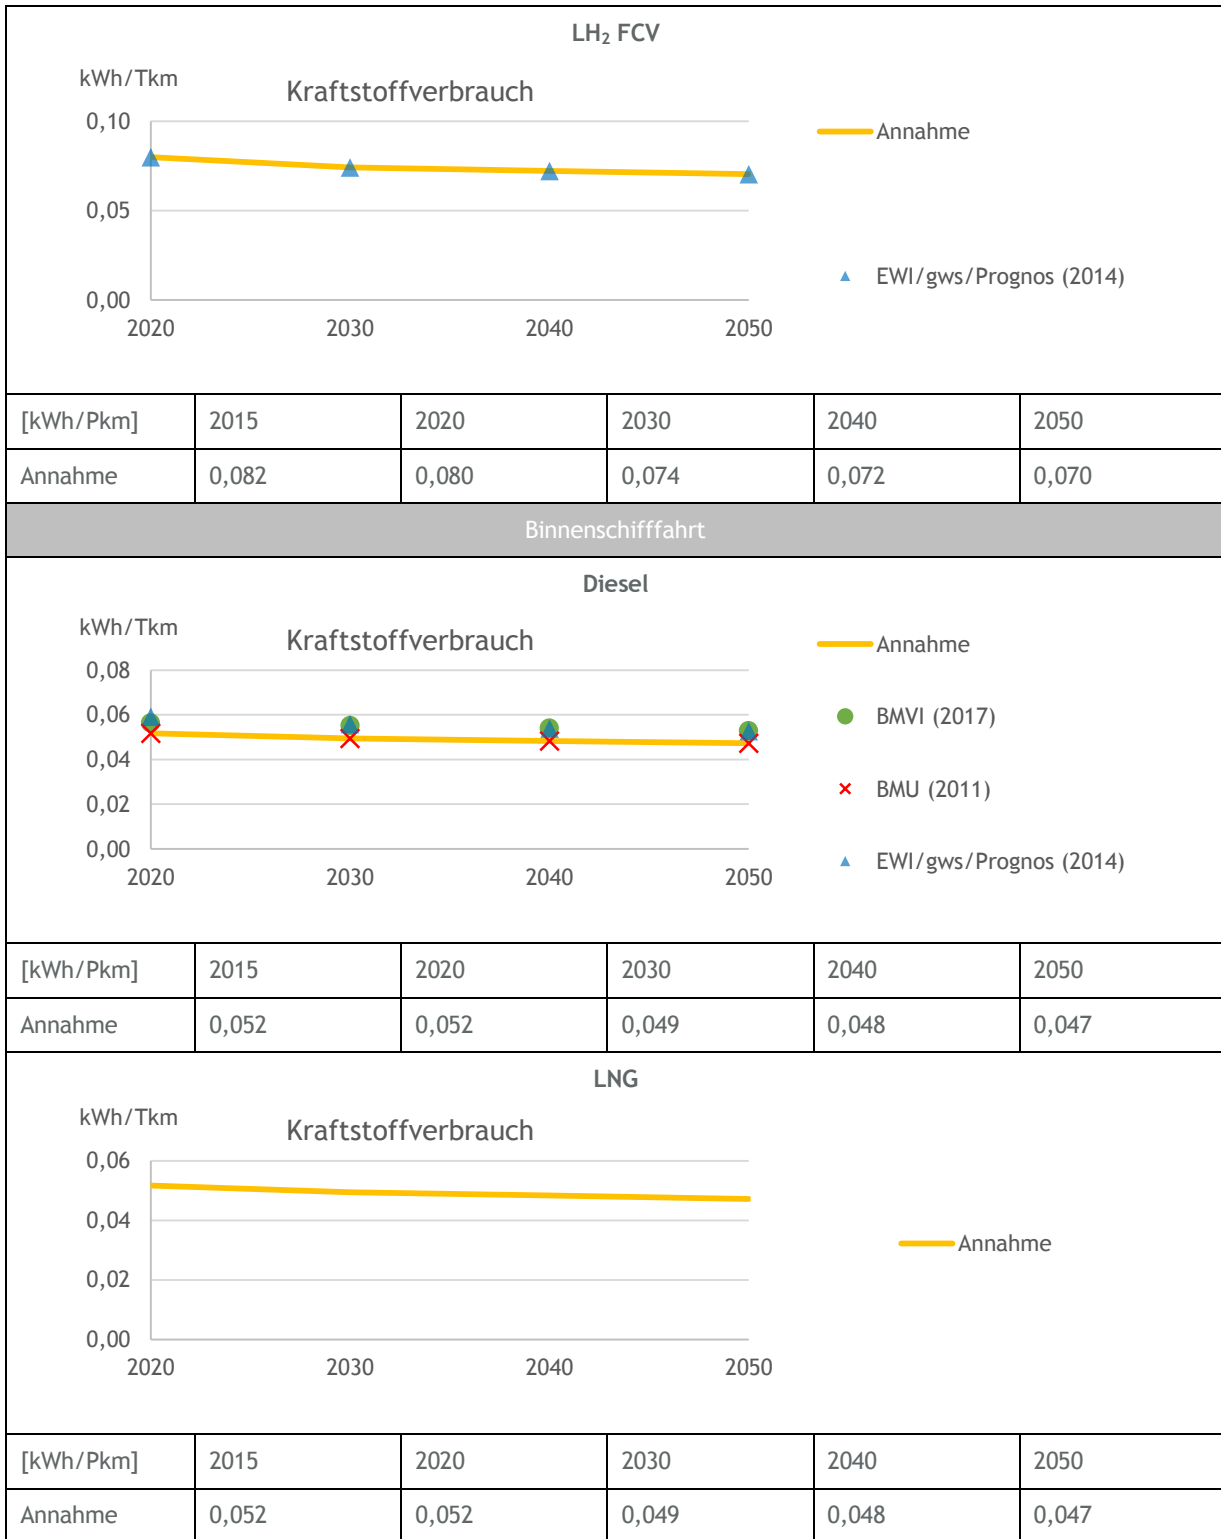 LH₂ FCV
kWh/Tkm
Kraftstoffverbrauch
0,10
0,05
0,00
2020 2030 2040 2050
Annahme
EWI/gws/Prognos (2014)
[kWh/Pkm] 2015 2020 2030 2040 2050
Annahme 0,082 0,080 0,074 0,072 0,070
Binnenschifffahrt
Diesel
kWh/Tkm
Kraftstoffverbrauch
0,08
0,06
0,04
0,02
0,00
2020 2030 2040 2050
Annahme
BMVI (2017)
BMU (2011)
EWI/gws/Prognos (2014)
[kWh/Pkm] 2015 2020 2030 2040 2050
Annahme 0,052 0,052 0,049 0,048 0,047
LNG
kWh/Tkm
Kraftstoffverbrauch
0,06
0,04
0,02
0,00
2020 2030 2040 2050
Annahme
[kWh/Pkm] 2015 2020 2030 2040 2050
Annahme 0,052 0,052 0,049 0,048 0,047